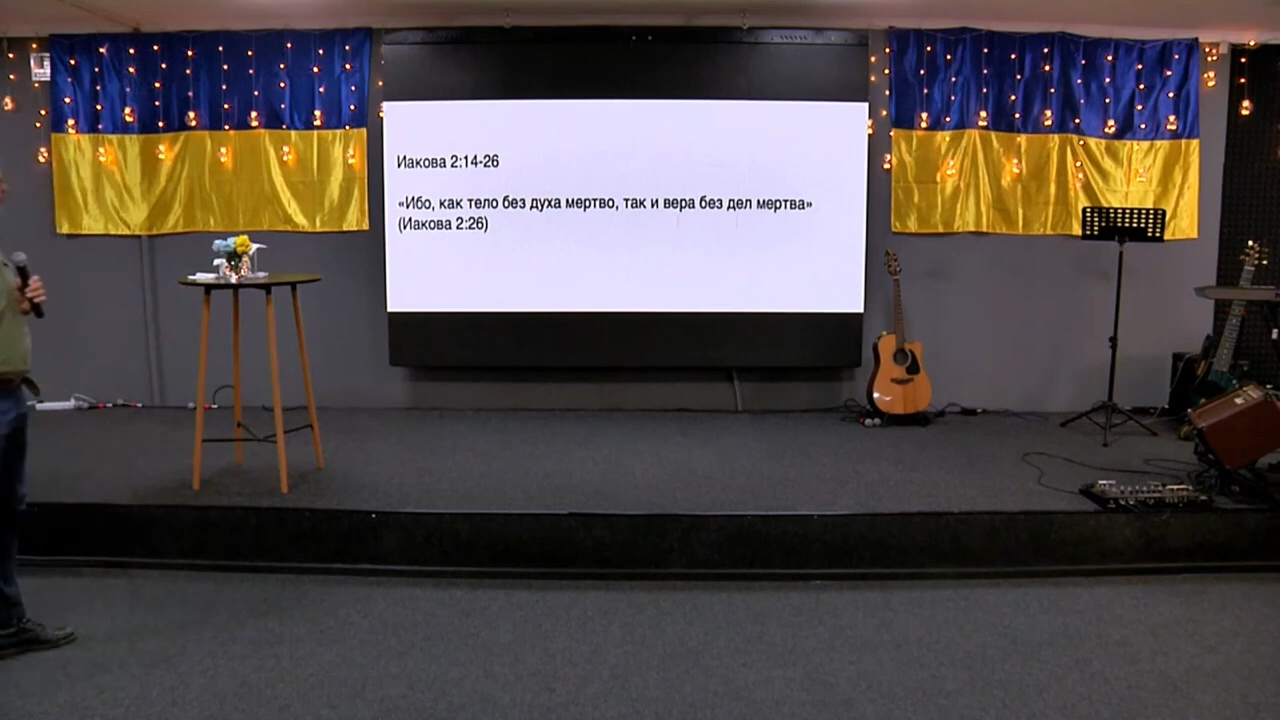 Иакова 2:14-26
«Ибо, как тело без духа мертво, так и вера без дел мертва»
(Иакова 2:26)